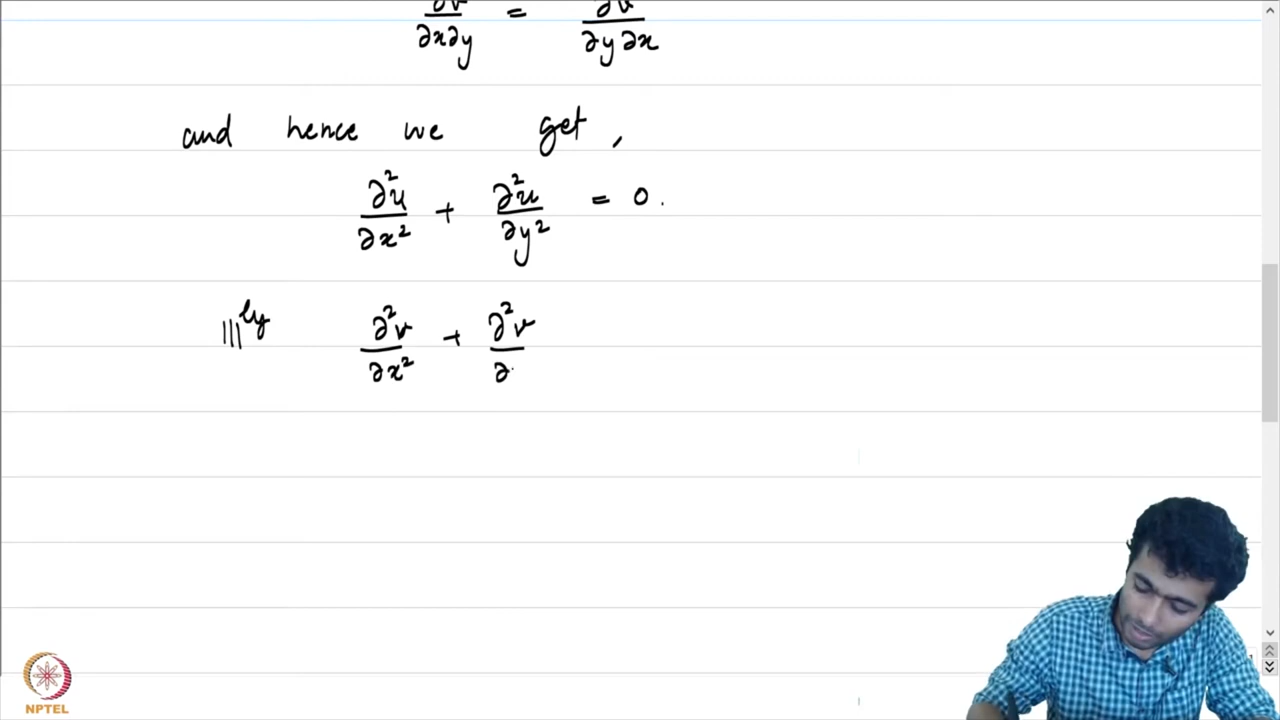 ∂v/∂x∂y = ∂v/∂y∂x
and hence we get,
∂²u/∂x² + ∂²u/∂y² = 0.
|||ly ∂²v/∂x² + ∂²v/∂
NPTEL